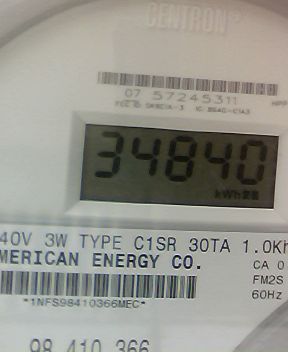 CENTRON®
07 57245311
34840
kWh
40V 3W TYPE C1SR 30TA 1.0Kh
MERICAN ENERGY CO.
CA 0
FM2S
60Hz
*1NFS98410366MEC*
98 410 366